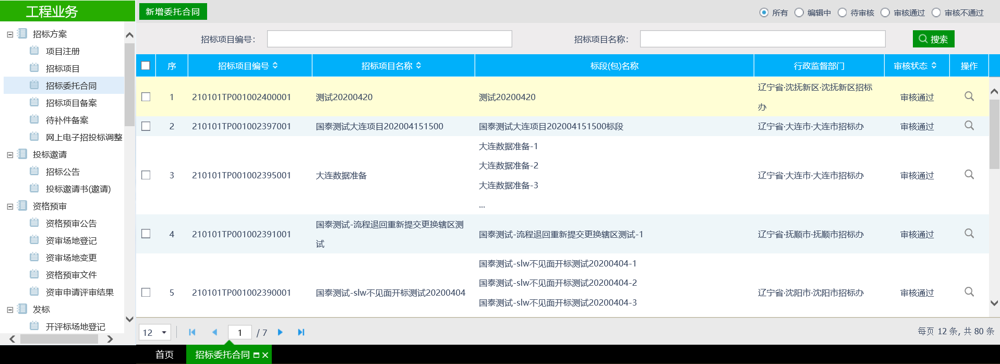 工程业务
新增委托合同
所有 编辑中 待审核 审核通过 审核不通过
招标项目编号：
招标项目名称：
搜索
招标方案
项目注册
招标项目
招标委托合同
招标项目备案
待补件备案
网上电子招投标调整
投标邀请
招标公告
投标邀请书(邀请)
资格预审
资格预审公告
资审场地登记
资审场地变更
资格预审文件
资审申请评审结果
发标
开评标场地登记
序 招标项目编号 招标项目名称 标段(包)名称 行政监督部门 审核状态 操作
1 210101TP001002400001 测试20200420 测试20200420 辽宁省·沈抚新区·沈抚新区招标
办
审核通过
2 210101TP001002397001 国泰测试大连项目202004151500 国泰测试大连项目202004151500标段 辽宁省·大连市·大连市招标办 审核通过
大连数据准备-1
大连数据准备-2
3 210101TP001002395001 大连数据准备 辽宁省·大连市·大连市招标办 审核通过
大连数据准备-3
...
国泰测试-流程退回重新提交更换辖区测
试
4 210101TP001002391001 国泰测试-流程退回重新提交更换辖区测试-1 辽宁省·抚顺市·抚顺市招标办 审核通过
国泰测试-slw不见面开标测试20200404-1
国泰测试-slw不见面开标测试20200404-2
5 210101TP001002390001 国泰测试-slw不见面开标测试20200404 辽宁省·沈阳市·沈阳市招标办 审核通过
国泰测试-slw不见面开标测试20200404-3
12 1 / 7
每页 12 条, 共 80 条
首页 招标委托合同